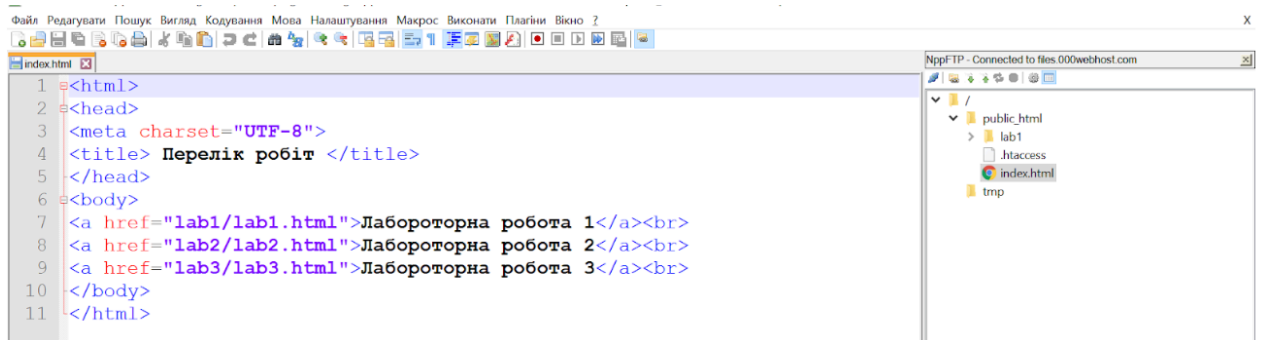 Файл Редагувати Пошук Вигляд Кодування Мова Налаштування Макрос Виконати Плагіни Вікно ? X
index.html
NppFTP - Connected to files.000webhost.com
1 <html>
2 <head>
3 <meta charset="UTF-8">
4 <title> Перелік робіт </title>
5 </head>
6 <body>
7 <a href="lab1/lab1.html">Лабороторна робота 1</a><br>
8 <a href="lab2/lab2.html">Лабороторна робота 2</a><br>
9 <a href="lab3/lab3.html">Лабороторна робота 3</a><br>
10 </body>
11 </html>
/
public_html
lab1
.htaccess
index.html
tmp